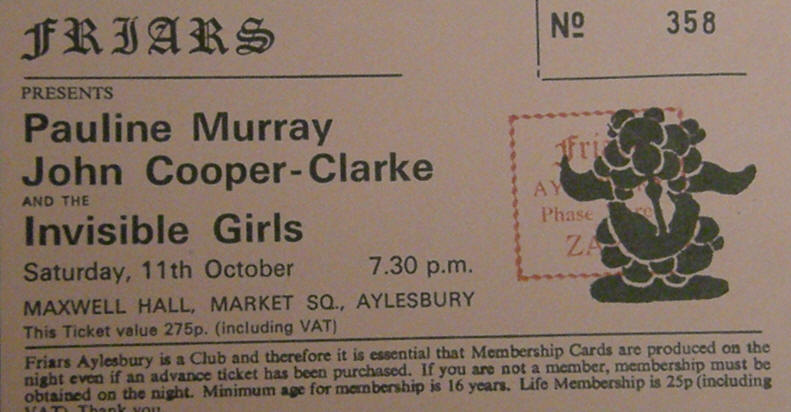 FRIARS
Nº 358
PRESENTS
Pauline Murray
John Cooper-Clarke
AND THE
Invisible Girls
Saturday, 11th October 7.30 p.m.
MAXWELL HALL, MARKET SQ., AYLESBURY
This Ticket value 275p. (including VAT)
Fri
AY
Phase
ZA
Friars Aylesbury is a Club and therefore it is essential that Membership Cards are produced on the
night even if an advance ticket has been purchased. If you are not a member, membership must be
obtained on the night. Minimum age for membership is 16 years. Life Membership is 25p (including
VAT). Thank you